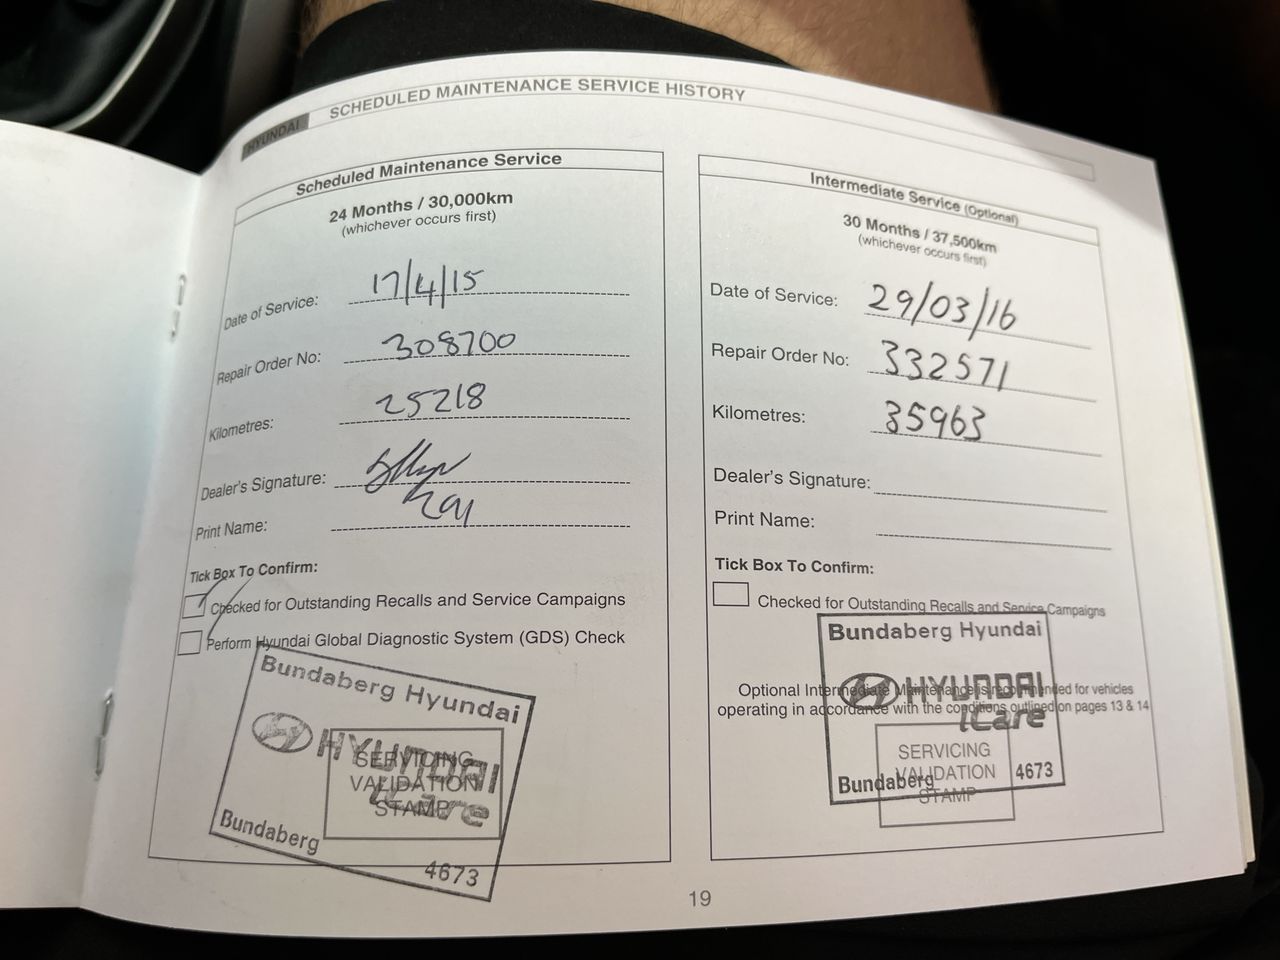 HYUNDAI
SCHEDULED MAINTENANCE SERVICE HISTORY
Scheduled Maintenance Service
24 Months / 30,000km
(whichever occurs first)
Date of Service: 17/4/15
Repair Order No: 308700
Kilometres: 25218
Dealer's Signature:
Print Name:
Tick Box To Confirm:
Checked for Outstanding Recalls and Service Campaigns
Perform Hyundai Global Diagnostic System (GDS) Check
Bundaberg Hyundai
HYUNDAI
iCare
SERVICING
VALIDATION
STAMP
Bundaberg 4673
Intermediate Service (Optional)
30 Months / 37,500km
(whichever occurs first)
Date of Service: 29/03/16
Repair Order No: 332571
Kilometres: 35963
Dealer's Signature:
Print Name:
Tick Box To Confirm:
Checked for Outstanding Recalls and Service Campaigns
Bundaberg Hyundai
HYUNDAI
iCare
Optional Intermediate Maintenance is recommended for vehicles
operating in accordance with the conditions outlined on pages 13 & 14
SERVICING
VALIDATION
STAMP
Bundaberg 4673
19